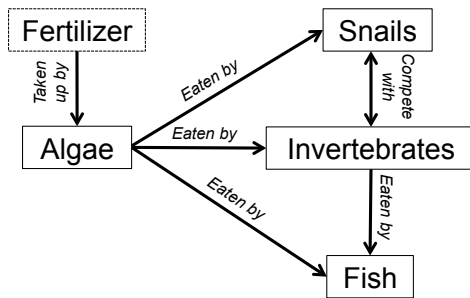 Fertilizer
Snails
Taken
up by
Eaten by
Compete
with
Algae
Eaten by
Invertebrates
Eaten by
Eaten by
Fish